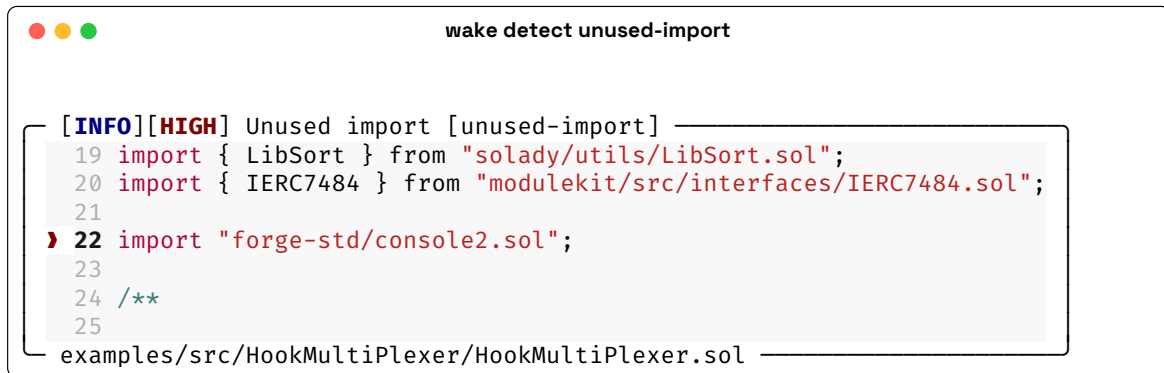 wake detect unused-import
[INFO][HIGH] Unused import [unused-import]
19 import { LibSort } from "solady/utils/LibSort.sol";
20 import { IERC7484 } from "modulekit/src/interfaces/IERC7484.sol";
21
❱ 22 import "forge-std/console2.sol";
23
24 /**
25
examples/src/HookMultiPlexer/HookMultiPlexer.sol